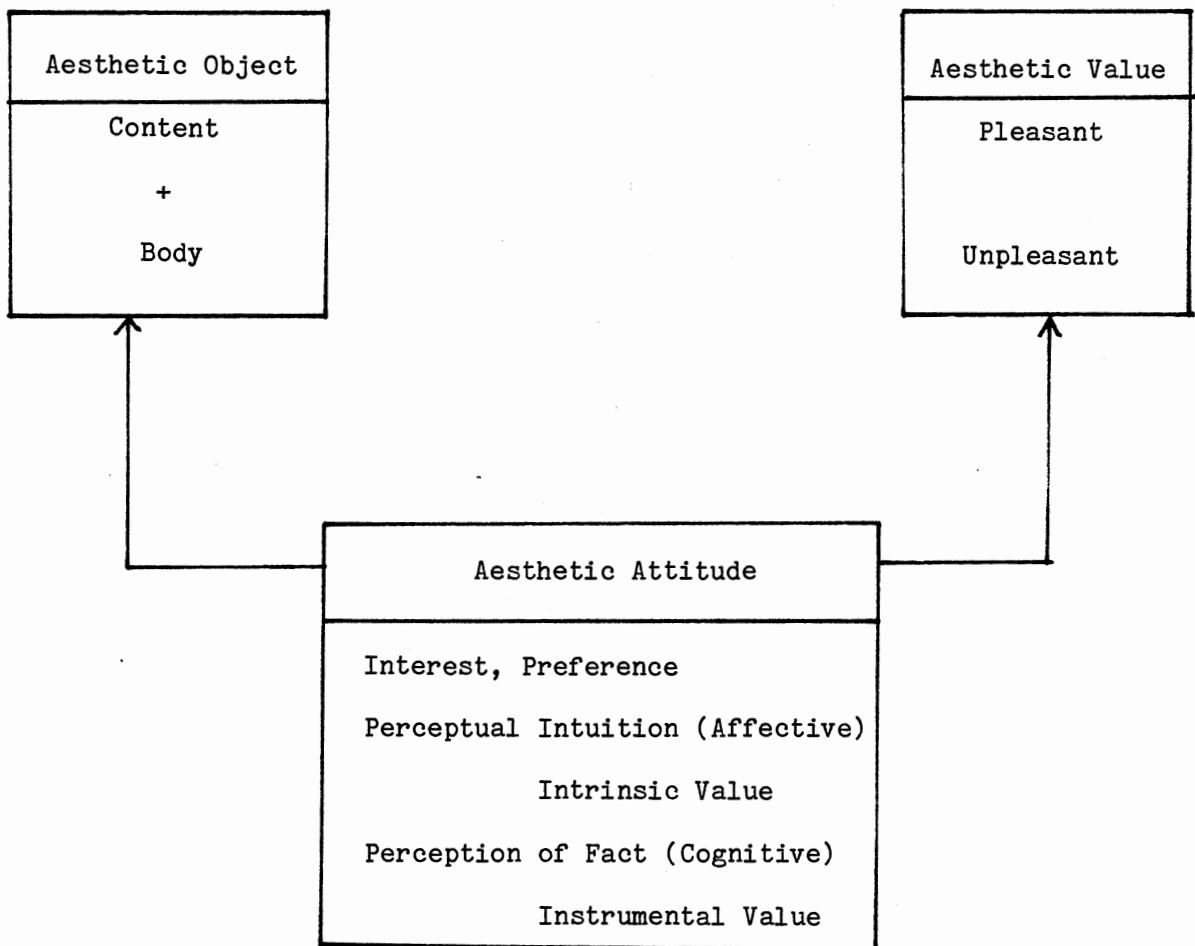 Aesthetic Object
Content
+
Body
Aesthetic Value
Pleasant
Unpleasant
Aesthetic Attitude
Interest, Preference
Perceptual Intuition (Affective)
Intrinsic Value
Perception of Fact (Cognitive)
Instrumental Value